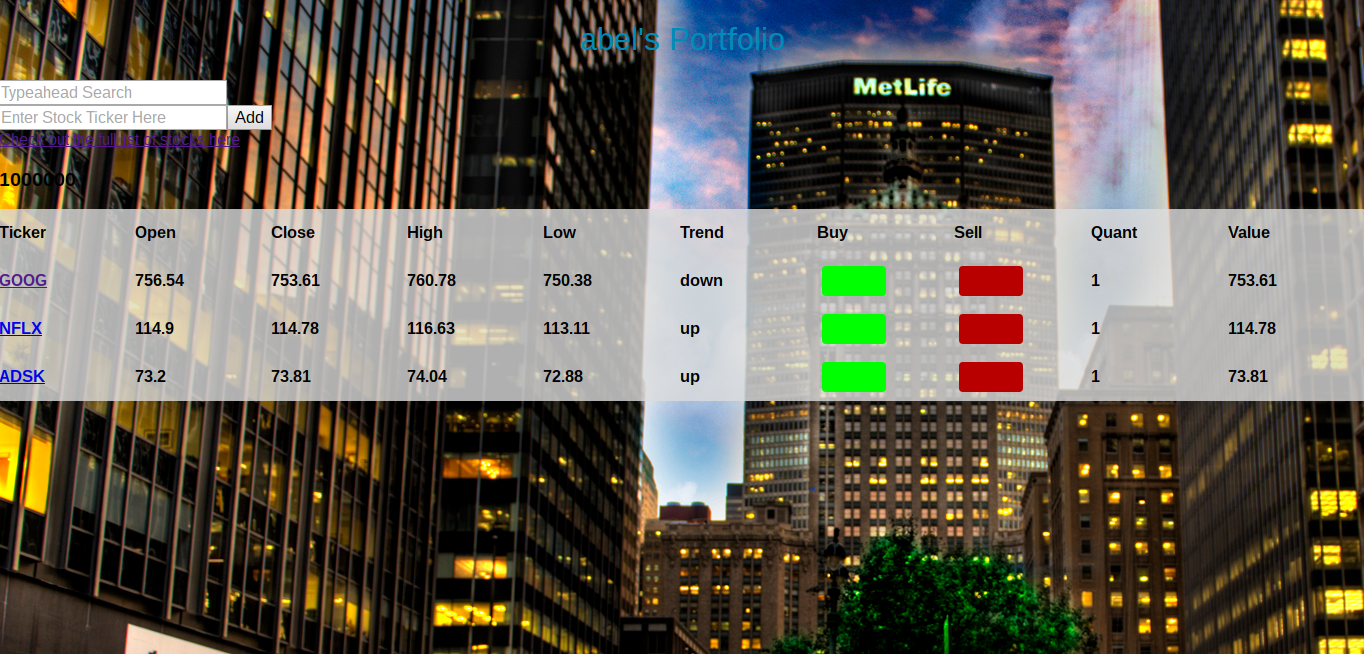 abel's Portfolio
MetLife
Typeahead Search
Enter Stock Ticker Here Add
Check out the full list of stocks here
1000000
Ticker Open Close High Low Trend Buy Sell Quant Value
GOOG 756.54 753.61 760.78 750.38 down 1 753.61
NFLX 114.9 114.78 116.63 113.11 up 1 114.78
ADSK 73.2 73.81 74.04 72.88 up 1 73.81